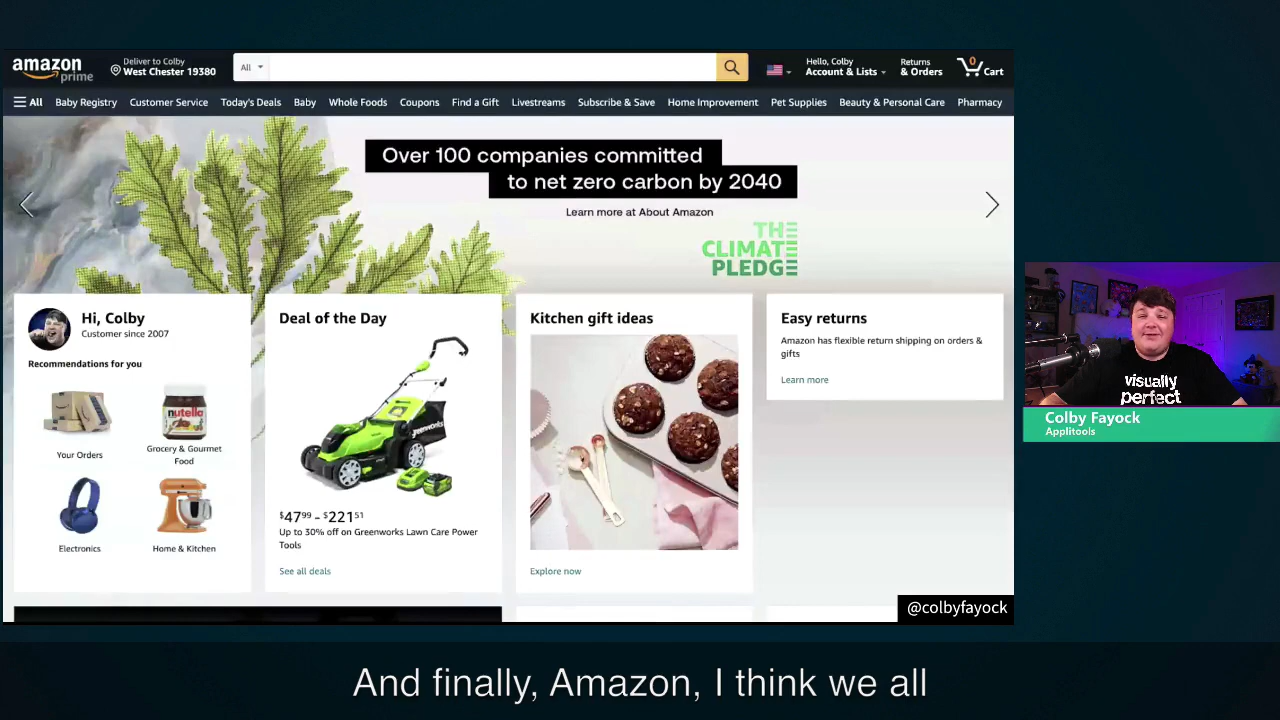 amazon
prime
Deliver to Colby
West Chester 19380
All
Hello, Colby
Account & Lists
Returns
& Orders
0
Cart
All
Baby Registry
Customer Service
Today's Deals
Baby
Whole Foods
Coupons
Find a Gift
Livestreams
Subscribe & Save
Home Improvement
Pet Supplies
Beauty & Personal Care
Pharmacy
Over 100 companies committed
to net zero carbon by 2040
Learn more at About Amazon
THE
CLIMATE
PLEDGE
Hi, Colby
Customer since 2007
Recommendations for you
nutella
Your Orders
Grocery & Gourmet
Food
Electronics
Home & Kitchen
Deal of the Day
greenworks
$4799 - $22151
Up to 30% off on Greenworks Lawn Care Power
Tools
See all deals
Kitchen gift ideas
Explore now
Easy returns
Amazon has flexible return shipping on orders &
gifts
Learn more
visually
perfect
Colby Fayock
Applitools
@colbyfayock
And finally, Amazon, I think we all